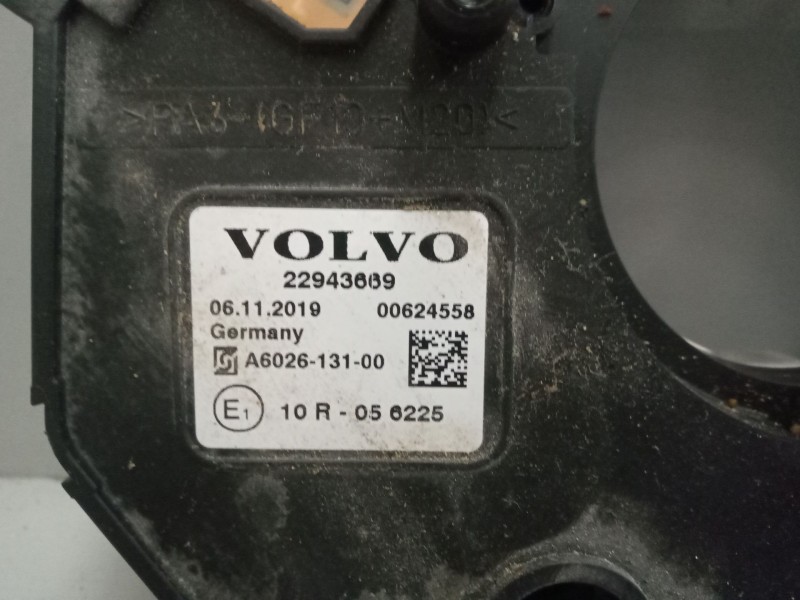 VOLVO
22943669
06.11.2019 00624558
Germany
A6026-131-00
E1 10 R - 05 6225